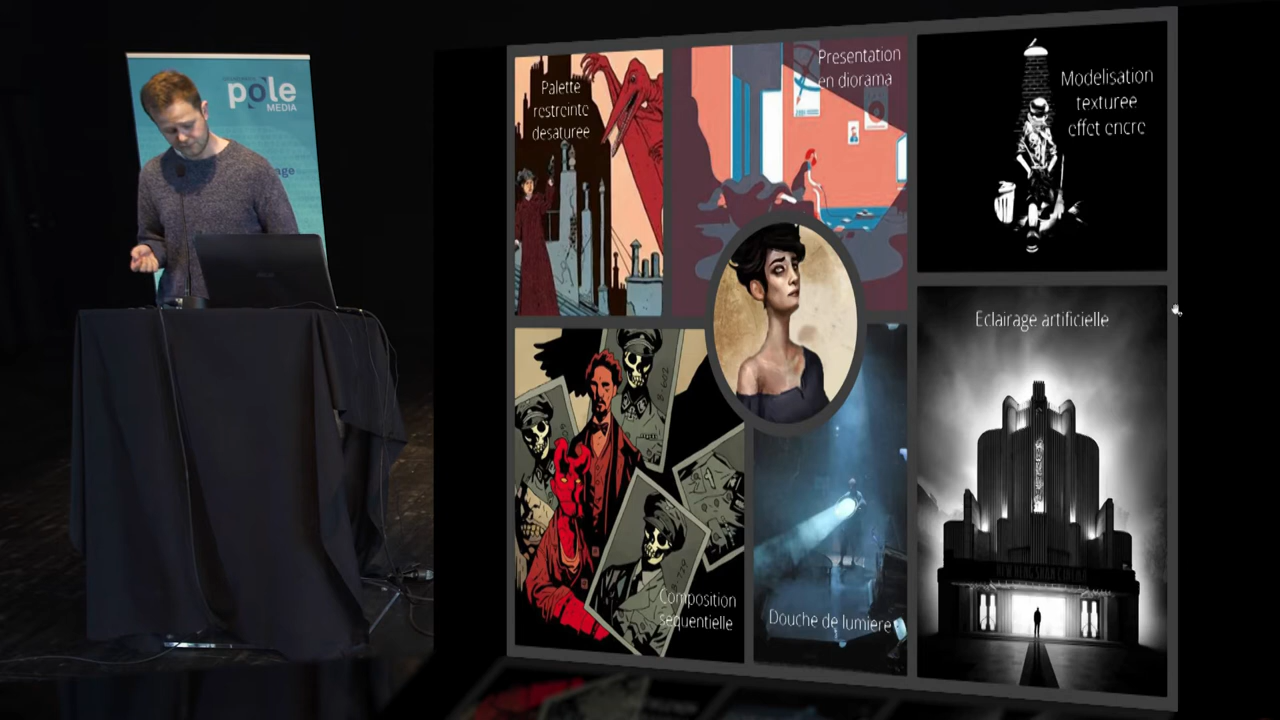 pole
MEDIA
age
Palette
restreinte
desaturee
Presentation
en diorama
Modelisation
texturee
effet encre
Eclairage artificielle
Composition
sequentielle
Douche de lumiere